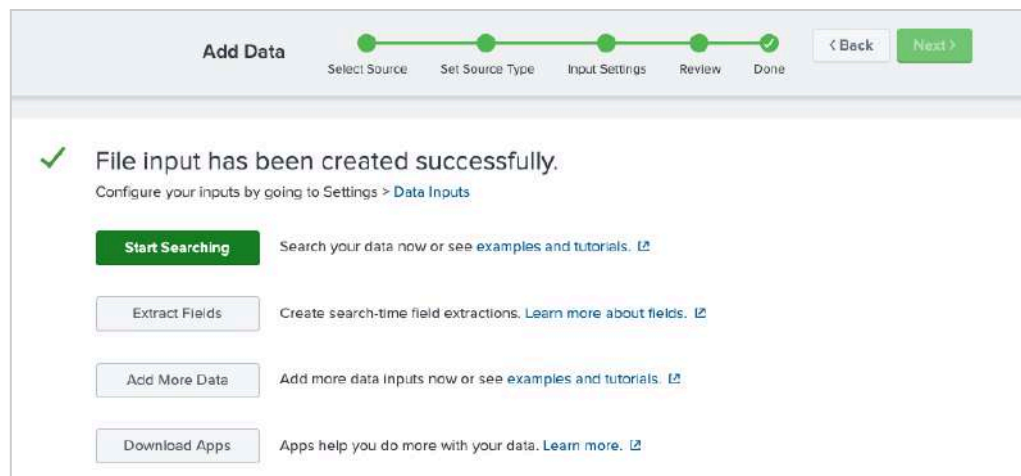 Add Data
Select Source
Set Source Type
Input Settings
Review
Done
< Back
Next >
File input has been created successfully.
Configure your inputs by going to Settings > Data Inputs
Start Searching
Search your data now or see examples and tutorials.
Extract Fields
Create search-time field extractions. Learn more about fields.
Add More Data
Add more data inputs now or see examples and tutorials.
Download Apps
Apps help you do more with your data. Learn more.